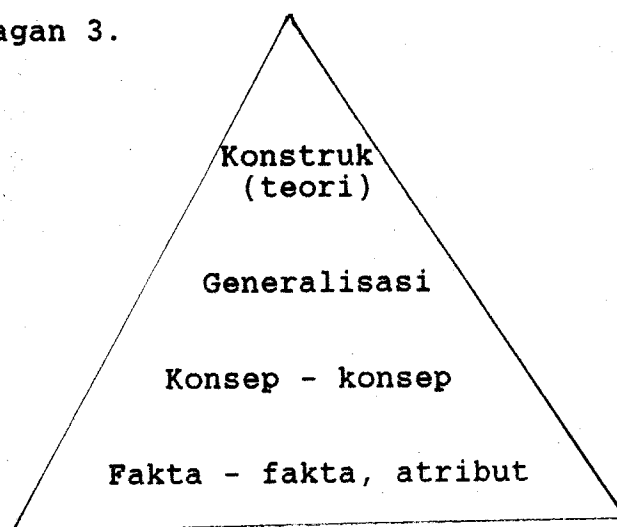 agan 3.
Konstruk
(teori)
Generalisasi
Konsep - konsep
Fakta - fakta, atribut